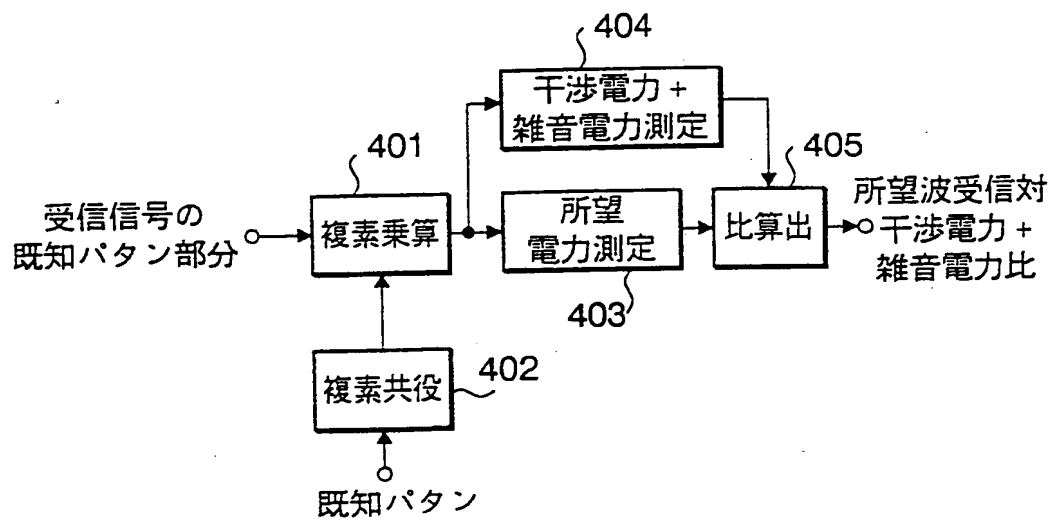 404
干渉電力+
雑音電力測定
401
405
受信信号の
既知パタン部分
複素乗算
所望
電力測定
比算出
所望波受信対
干渉電力+
雑音電力比
403
複素共役
402
既知パタン